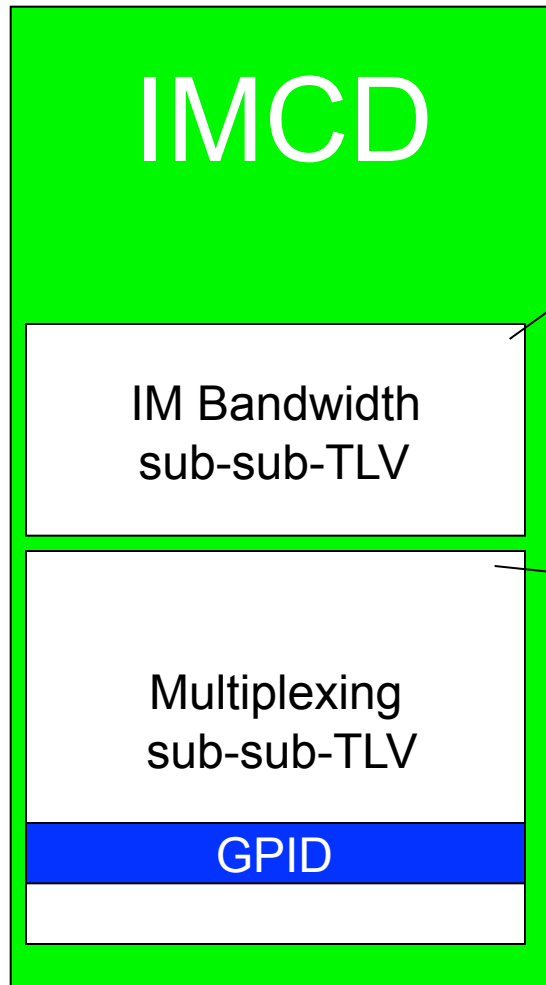 IMCD
IM Bandwidth
sub-sub-TLV
Multiplexing
sub-sub-TLV
GPID